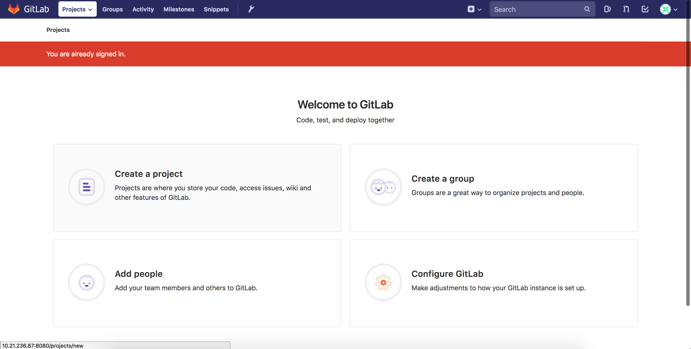 GitLab Projects Groups Activity Milestones Snippets Search
Projects
You are already signed in.
Welcome to GitLab
Code, test, and deploy together
Create a project
Projects are where you store your code, access issues, wiki and
other features of GitLab.
Create a group
Groups are a great way to organize projects and people.
Add people
Add your team members and others to GitLab.
Configure GitLab
Make adjustments to how your GitLab instance is set up.
10.21.236.87:8080/projects/new